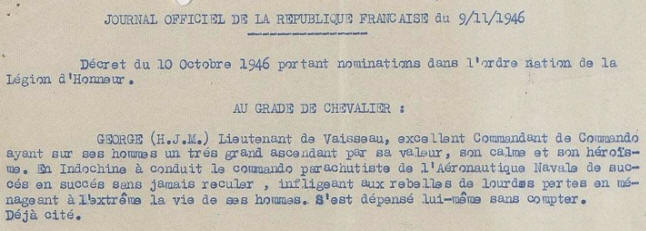 JOURNAL OFFICIEL DE LA REPUBLIQUE FRANCAISE du 9/11/1946
Décret du 10 Octobre 1946 portant nominations dans l'ordre nation de la
Légion d'Honneur.
AU GRADE DE CHEVALIER :
GEORGE (H.J.M.) Lieutenant de Vaisseau, excellent Commandant de Commando
ayant sur ses hommes un trés grand ascendant par sa valeur, son calme et son héroïs-
me. En Indochine à conduit le commando parachutiste de l'Aéronautique Navale de suc-
cés en succés sans jamais reculer , infligeant aux rebelles de lourdes pertes en mé-
nageant à l'extrême la vie de ses hommes. S'est dépensé lui-même sans compter.
Déjà cité.